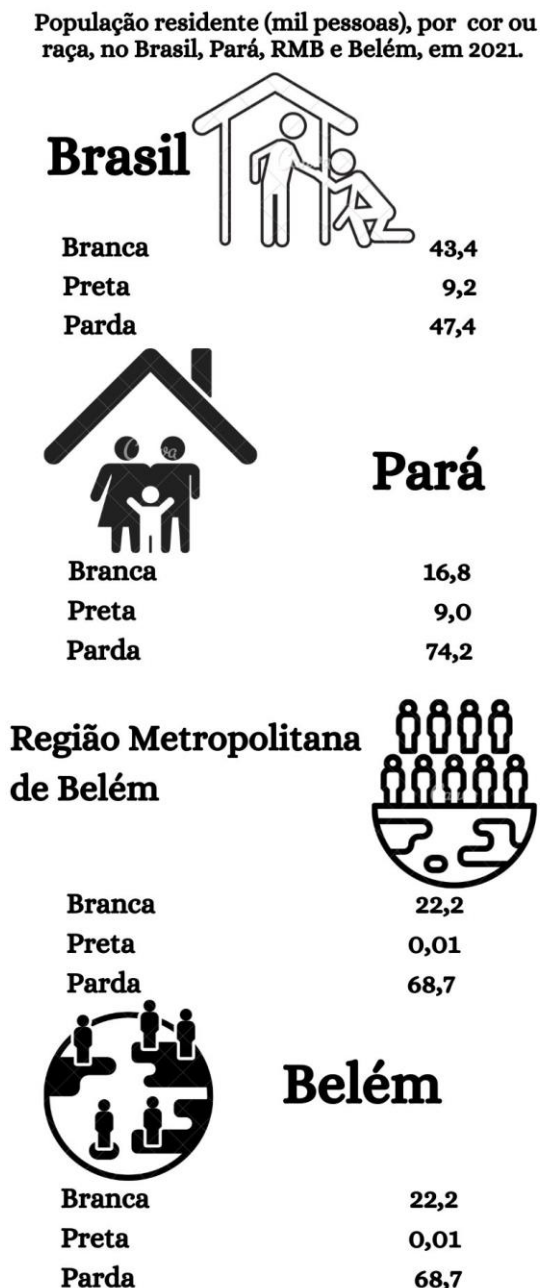 População residente (mil pessoas), por cor ou
raça, no Brasil, Pará, RMB e Belém, em 2021.
Brasil
Branca 43,4
Preta 9,2
Parda 47,4
Pará
Branca 16,8
Preta 9,0
Parda 74,2
Região Metropolitana
de Belém
Branca 22,2
Preta 0,01
Parda 68,7
Belém
Branca 22,2
Preta 0,01
Parda 68,7